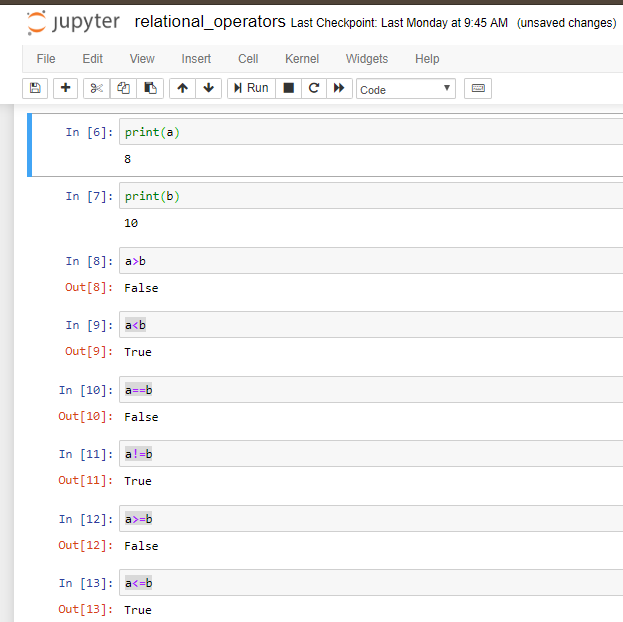 jupyter relational_operators Last Checkpoint: Last Monday at 9:45 AM (unsaved changes)
File Edit View Insert Cell Kernel Widgets Help
Run Code
In [6]: print(a)
8
In [7]: print(b)
10
In [8]: a>b
Out[8]: False
In [9]: a<b
Out[9]: True
In [10]: a==b
Out[10]: False
In [11]: a!=b
Out[11]: True
In [12]: a>=b
Out[12]: False
In [13]: a<=b
Out[13]: True